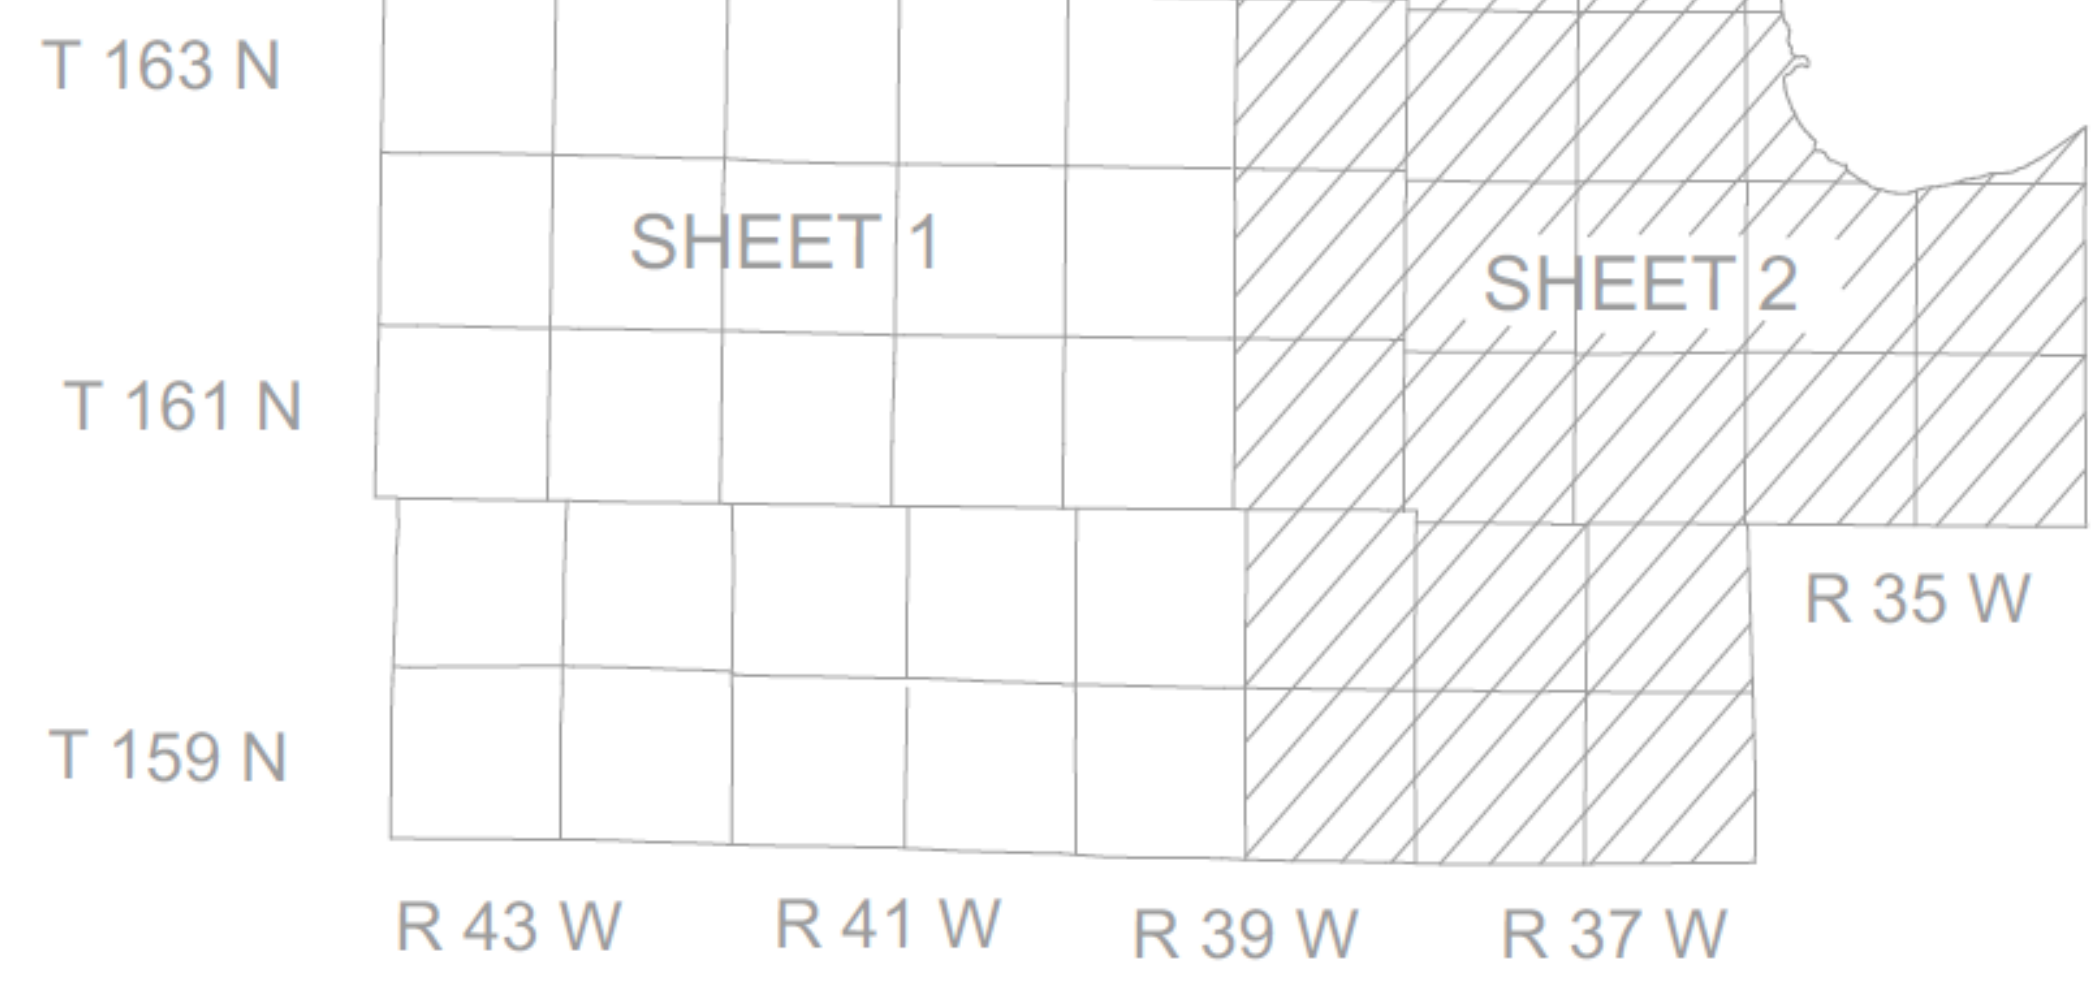 T 163 N
SHEET 1
SHEET 2
T 161 N
R 35 W
T 159 N
R 43 W
R 41 W
R 39 W
R 37 W